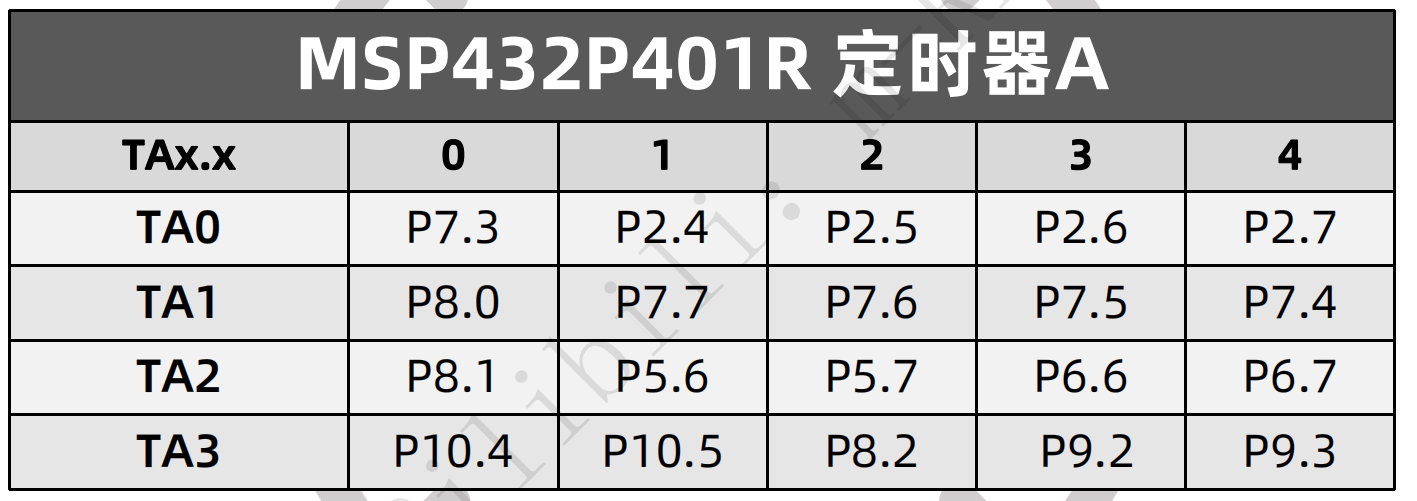 MSP432P401R 定时器A
TAx.x 0 1 2 3 4
TA0 P7.3 P2.4 P2.5 P2.6 P2.7
TA1 P8.0 P7.7 P7.6 P7.5 P7.4
TA2 P8.1 P5.6 P5.7 P6.6 P6.7
TA3 P10.4 P10.5 P8.2 P9.2 P9.3
ilibili: